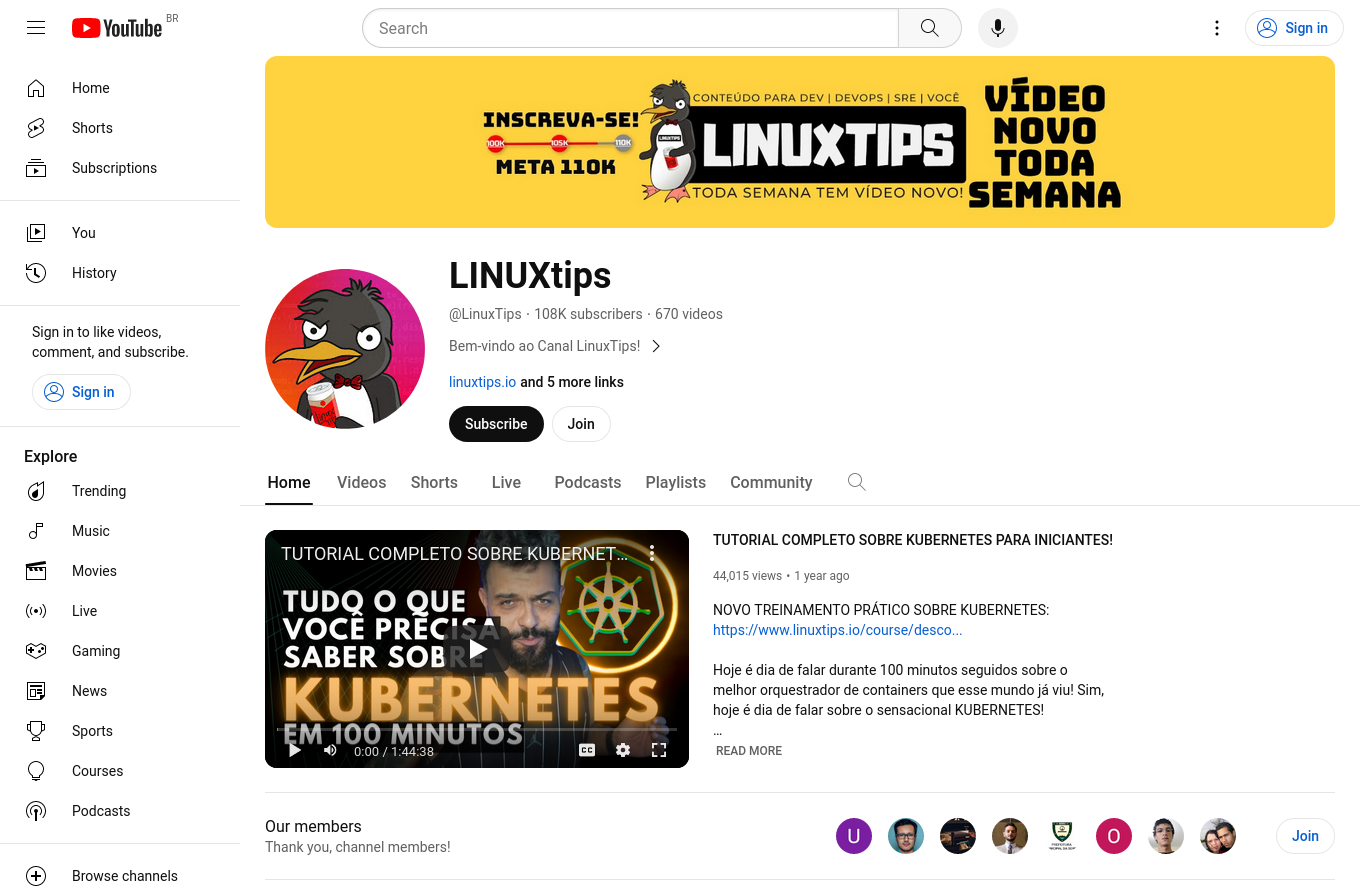 YouTube BR
Search
Sign in
Home
Shorts
Subscriptions
You
History
Sign in to like videos,
comment, and subscribe.
Sign in
Explore
Trending
Music
Movies
Live
Gaming
News
Sports
Courses
Podcasts
Browse channels
INSCREVA-SE!
100K 105K 110K
META 110K
CONTEÚDO PARA DEV | DEVOPS | SRE | VOCÊ
LINUXTIPS
LINUXTIPS
TODA SEMANA TEM VÍDEO NOVO!
VÍDEO
NOVO
TODA
SEMANA
LINUXtips
@LinuxTips · 108K subscribers · 670 videos
Bem-vindo ao Canal LinuxTips!
linuxtips.io and 5 more links
Subscribe
Join
Home Videos Shorts Live Podcasts Playlists Community
TUTORIAL COMPLETO SOBRE KUBERNET...
TUDO O QUE
VOCÊ PRECISA
SABER SOBRE
KUBERNETES
EM 100 MINUTOS
0:00 / 1:44:38
CC
TUTORIAL COMPLETO SOBRE KUBERNETES PARA INICIANTES!
44,015 views • 1 year ago
NOVO TREINAMENTO PRÁTICO SOBRE KUBERNETES:
https://www.linuxtips.io/course/desco...
Hoje é dia de falar durante 100 minutos seguidos sobre o
melhor orquestrador de containers que esse mundo já viu! Sim,
hoje é dia de falar sobre o sensacional KUBERNETES!
...
READ MORE
Our members
Thank you, channel members!
U
O
Join